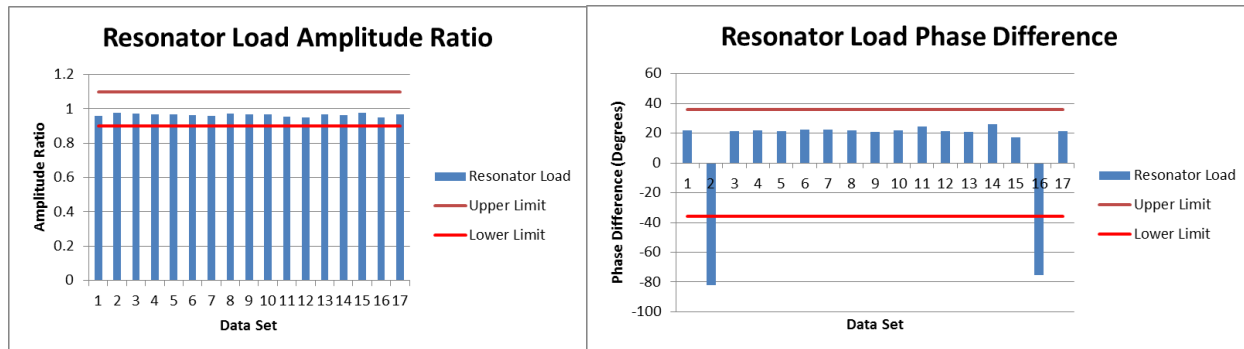 Resonator Load Amplitude Ratio
1.2
1
0.8
0.6
0.4
0.2
0
Amplitude Ratio
1 2 3 4 5 6 7 8 9 10 11 12 13 14 15 16 17
Data Set
Resonator Load
Upper Limit
Lower Limit
Resonator Load Phase Difference
60
40
20
0
-20
-40
-60
-80
-100
Phase Difference (Degrees)
1 2 3 4 5 6 7 8 9 10 11 12 13 14 15 16 17
Data Set
Resonator Load
Upper Limit
Lower Limit